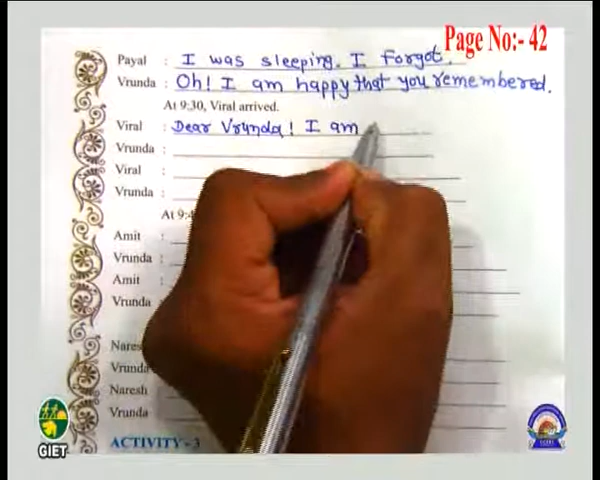 Page No:- 42
Payal : I was sleeping. I forgot.
Vrunda : Oh! I am happy that you remembered.
At 9:30, Viral arrived.
Viral : Dear Vrunda! I am
Vrunda :
Viral :
Vrunda :
At 9:4
Amit :
Vrunda :
Amit :
Vrunda :
Nares
Vrunda
Naresh
Vrunda
ACTIVITY - 3
GIET